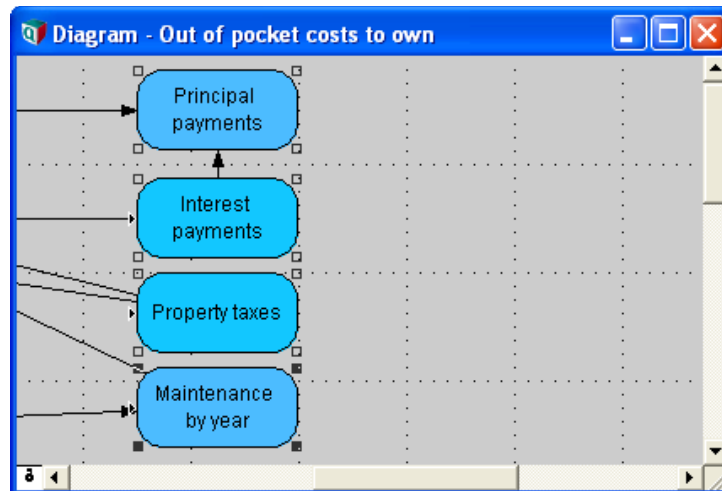 Diagram - Out of pocket costs to own
Principal
payments
Interest
payments
Property taxes
Maintenance
by year